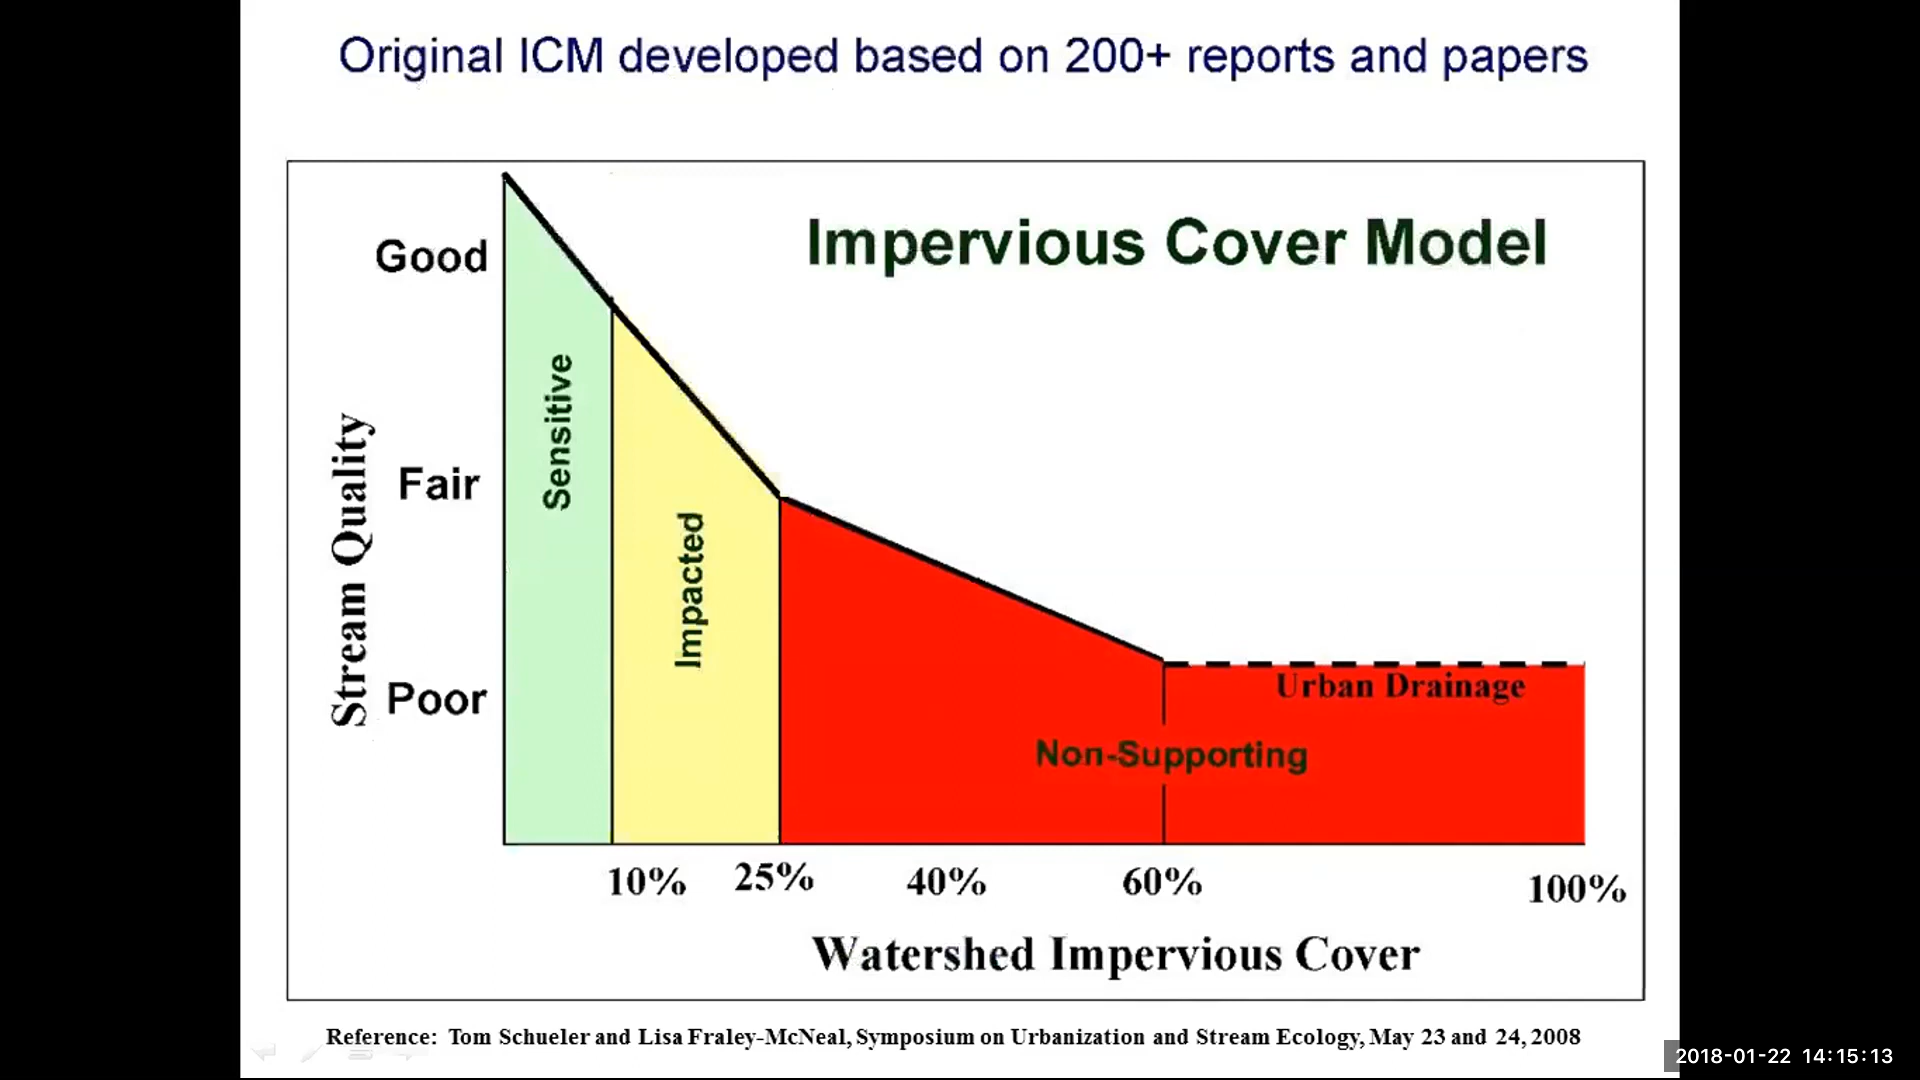 Original ICM developed based on 200+ reports and papers
Impervious Cover Model
Good
Fair
Poor
Stream Quality
Sensitive
Impacted
Urban Drainage
Non-Supporting
10% 25% 40% 60% 100%
Watershed Impervious Cover
Reference: Tom Schueler and Lisa Fraley-McNeal, Symposium on Urbanization and Stream Ecology, May 23 and 24, 2008
2018-01-22 14:15:13